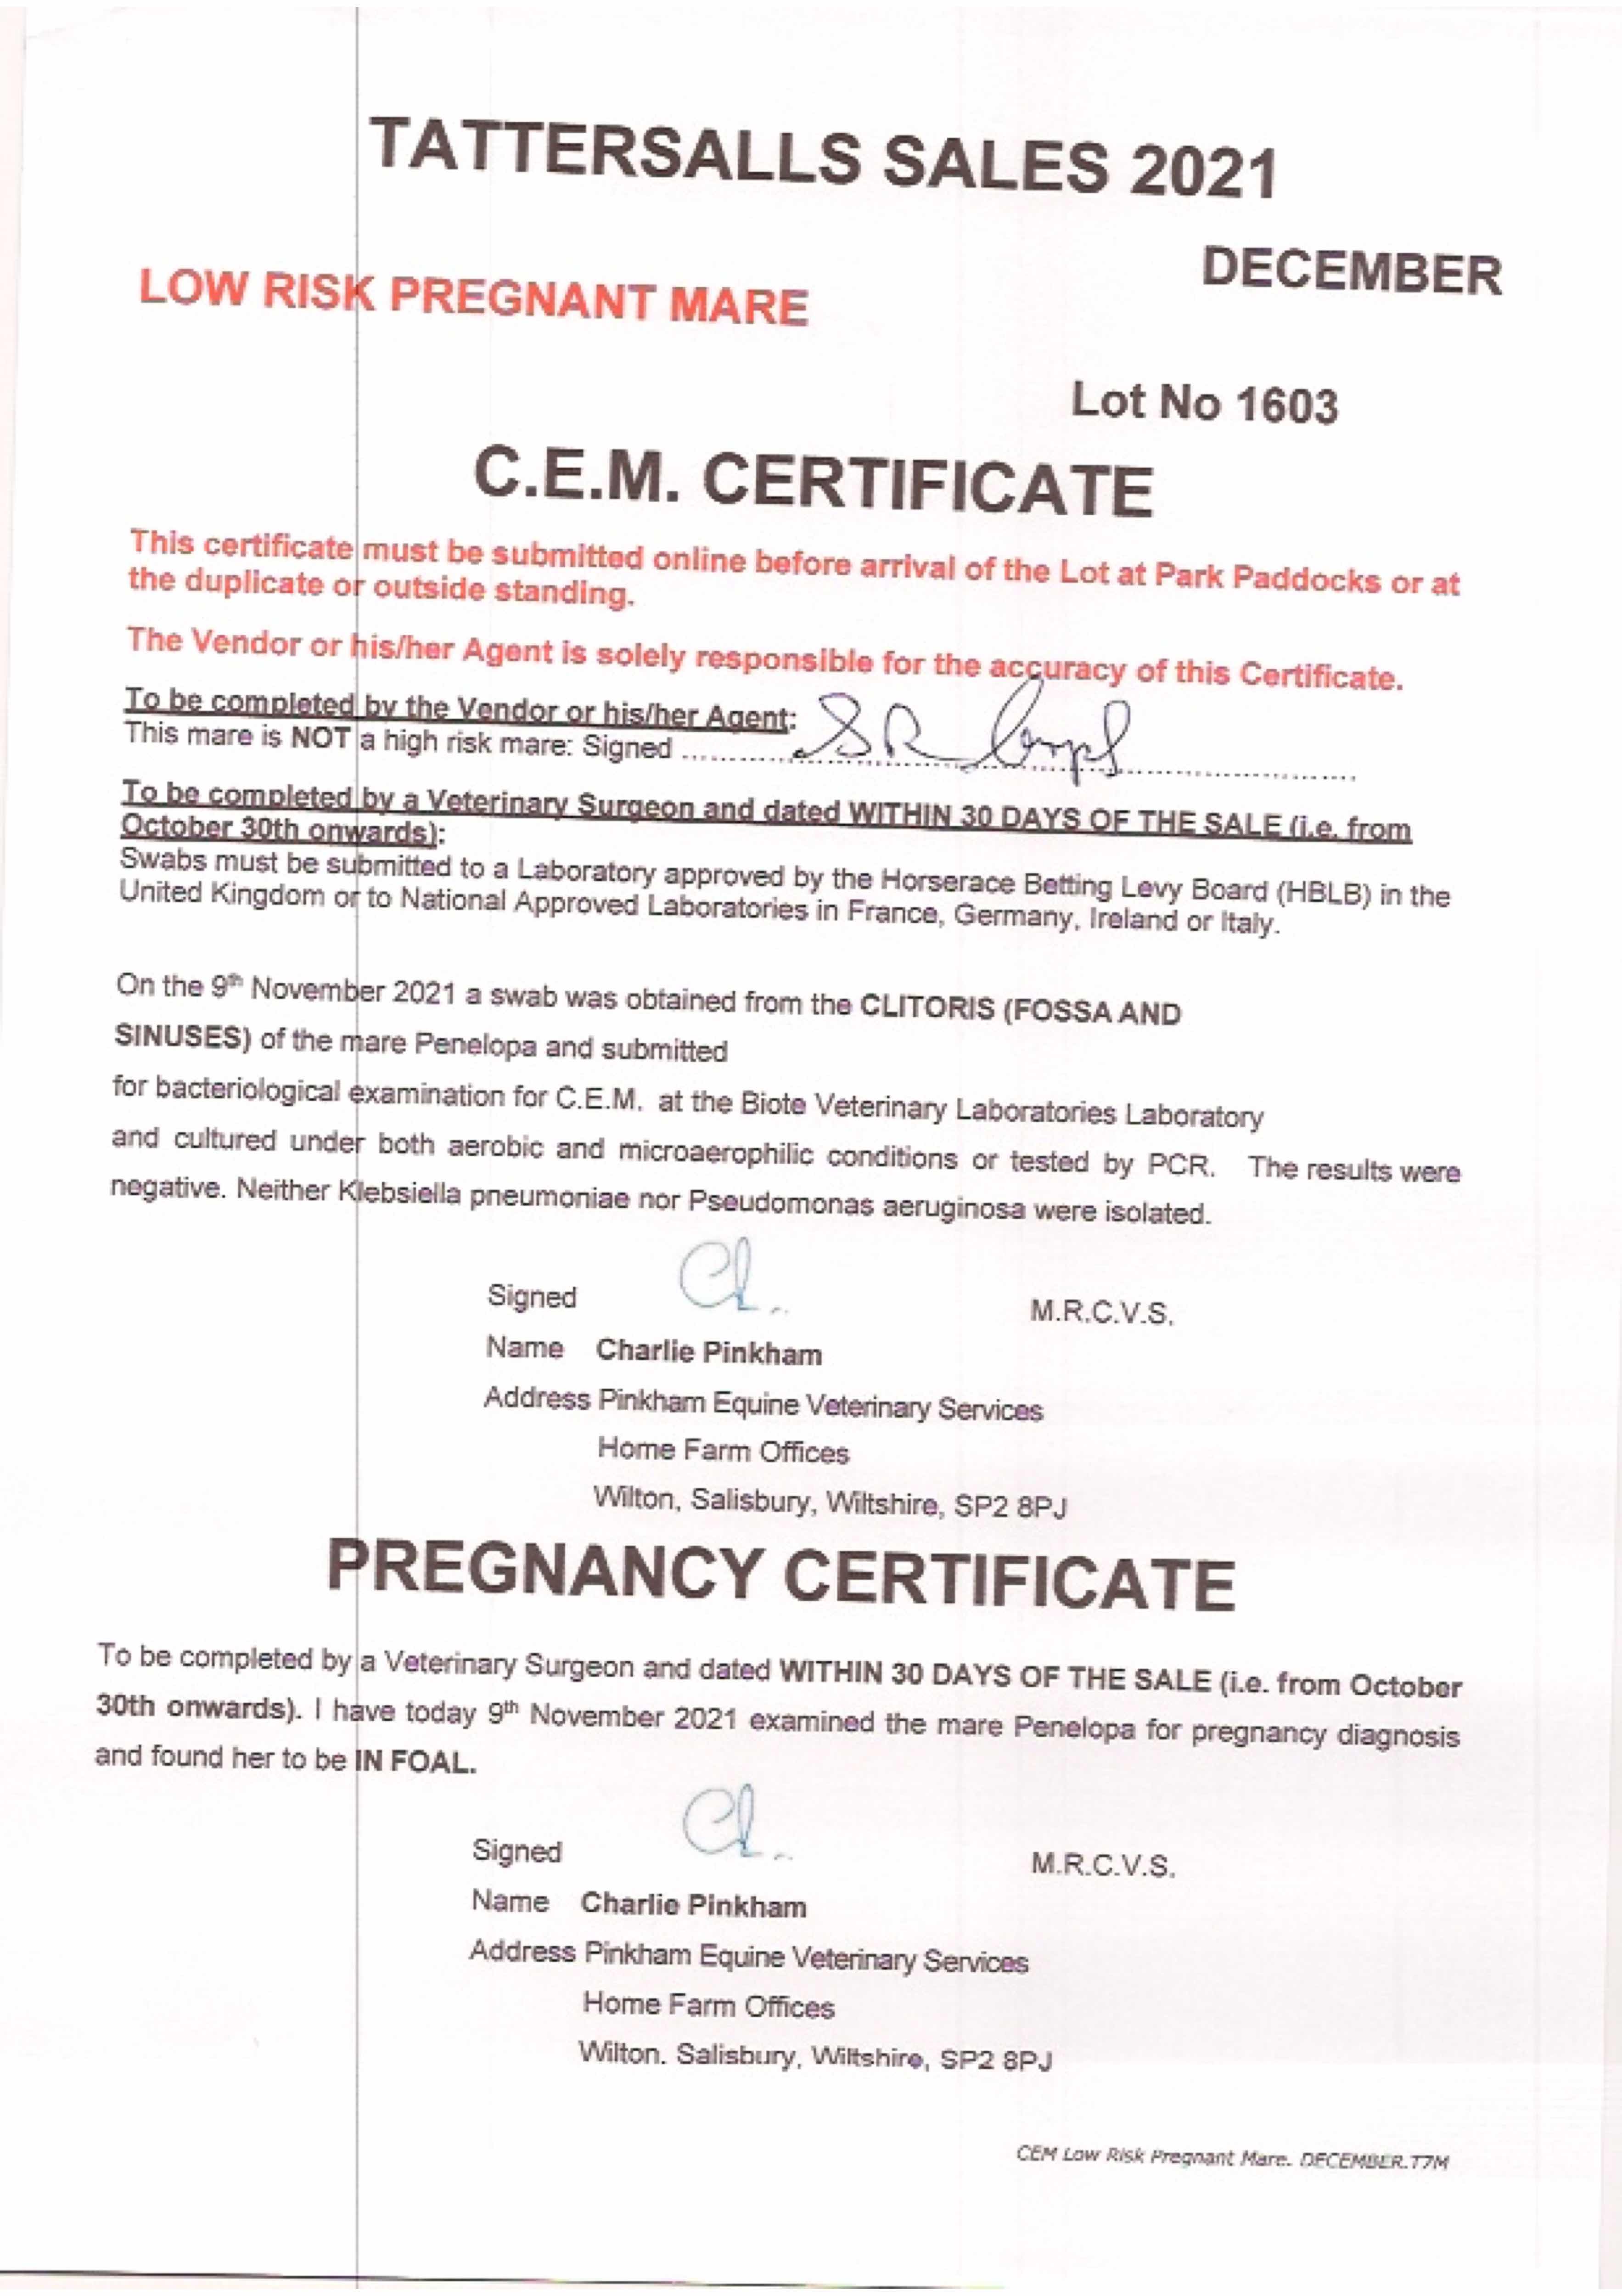 TATTERSALLS SALES 2021
DECEMBER
LOW RISK PREGNANT MARE
Lot No 1603
C.E.M. CERTIFICATE
This certificate must be submitted online before arrival of the Lot at Park Paddocks or at
the duplicate or outside standing.
The Vendor or his/her Agent is solely responsible for the accuracy of this Certificate.
To be completed by the Vendor or his/her Agent:
This mare is NOT a high risk mare: Signed
To be completed by a Veterinary Surgeon and dated WITHIN 30 DAYS OF THE SALE (i.e. from
October 30th onwards):
Swabs must be submitted to a Laboratory approved by the Horserace Betting Levy Board (HBLB) in the
United Kingdom or to National Approved Laboratories in France, Germany, Ireland or Italy.
On the 9th November 2021 a swab was obtained from the CLITORIS (FOSSA AND
SINUSES) of the mare Penelopa and submitted
for bacteriological examination for C.E.M. at the Biote Veterinary Laboratories Laboratory
and cultured under both aerobic and microaerophilic conditions or tested by PCR. The results were
negative. Neither Klebsiella pneumoniae nor Pseudomonas aeruginosa were isolated.
Signed M.R.C.V.S.
Name Charlie Pinkham
Address Pinkham Equine Veterinary Services
Home Farm Offices
Wilton, Salisbury, Wiltshire, SP2 8PJ
PREGNANCY CERTIFICATE
To be completed by a Veterinary Surgeon and dated WITHIN 30 DAYS OF THE SALE (i.e. from October
30th onwards). I have today 9th November 2021 examined the mare Penelopa for pregnancy diagnosis
and found her to be IN FOAL.
Signed M.R.C.V.S.
Name Charlie Pinkham
Address Pinkham Equine Veterinary Services
Home Farm Offices
Wilton. Salisbury, Wiltshire, SP2 8PJ
CEM Low Risk Pregnant Mare. DECEMBER.T7M